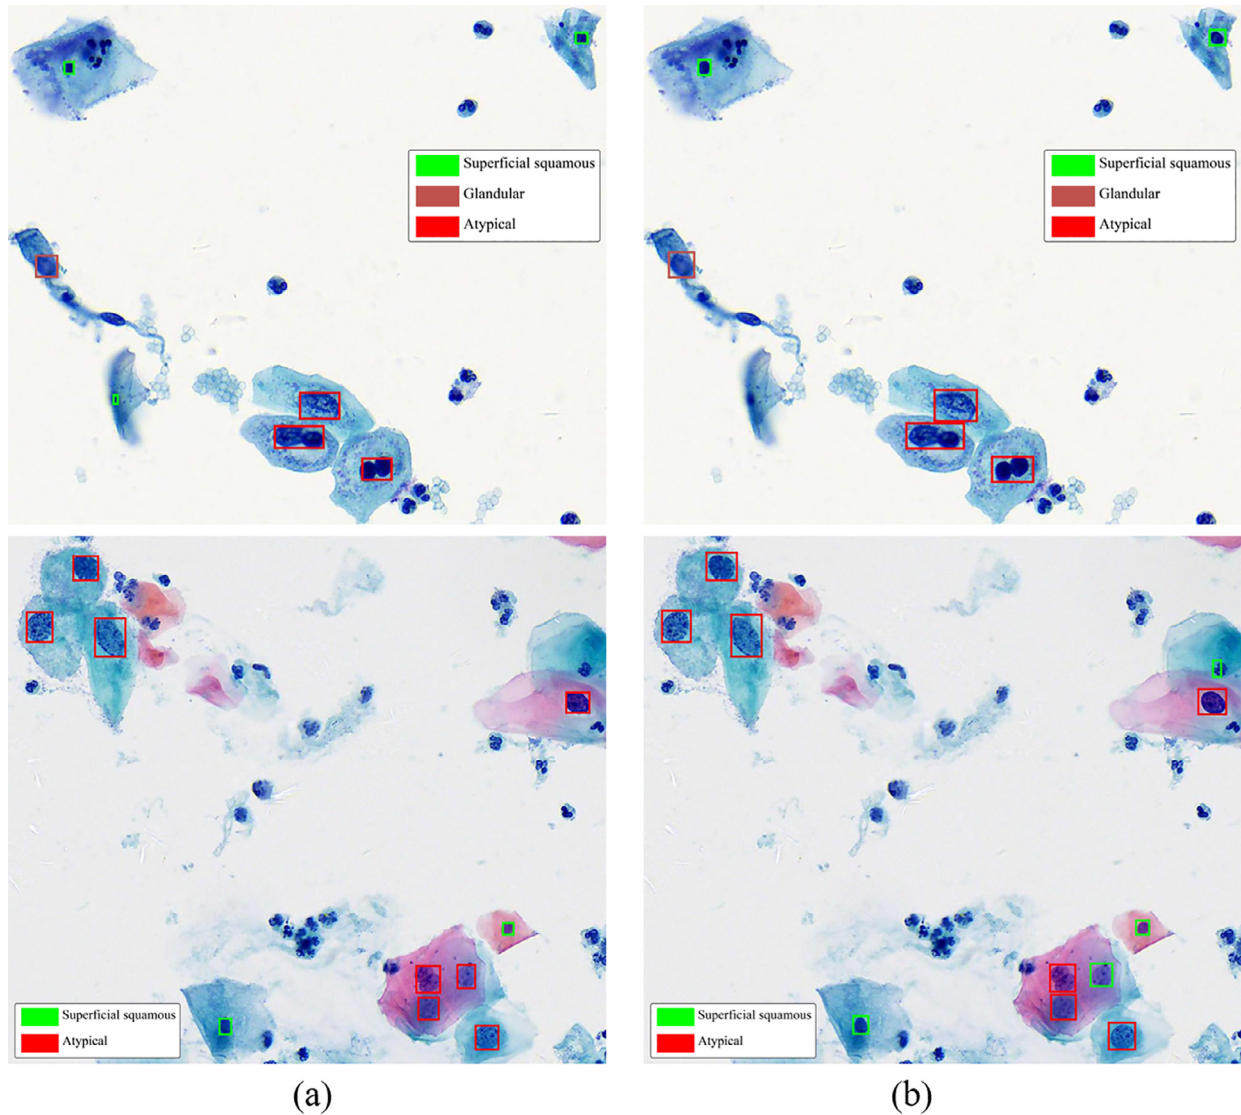 Superficial squamous
Glandular
Atypical
Superficial squamous
Glandular
Atypical
Superficial squamous
Atypical
Superficial squamous
Atypical
(a)
(b)